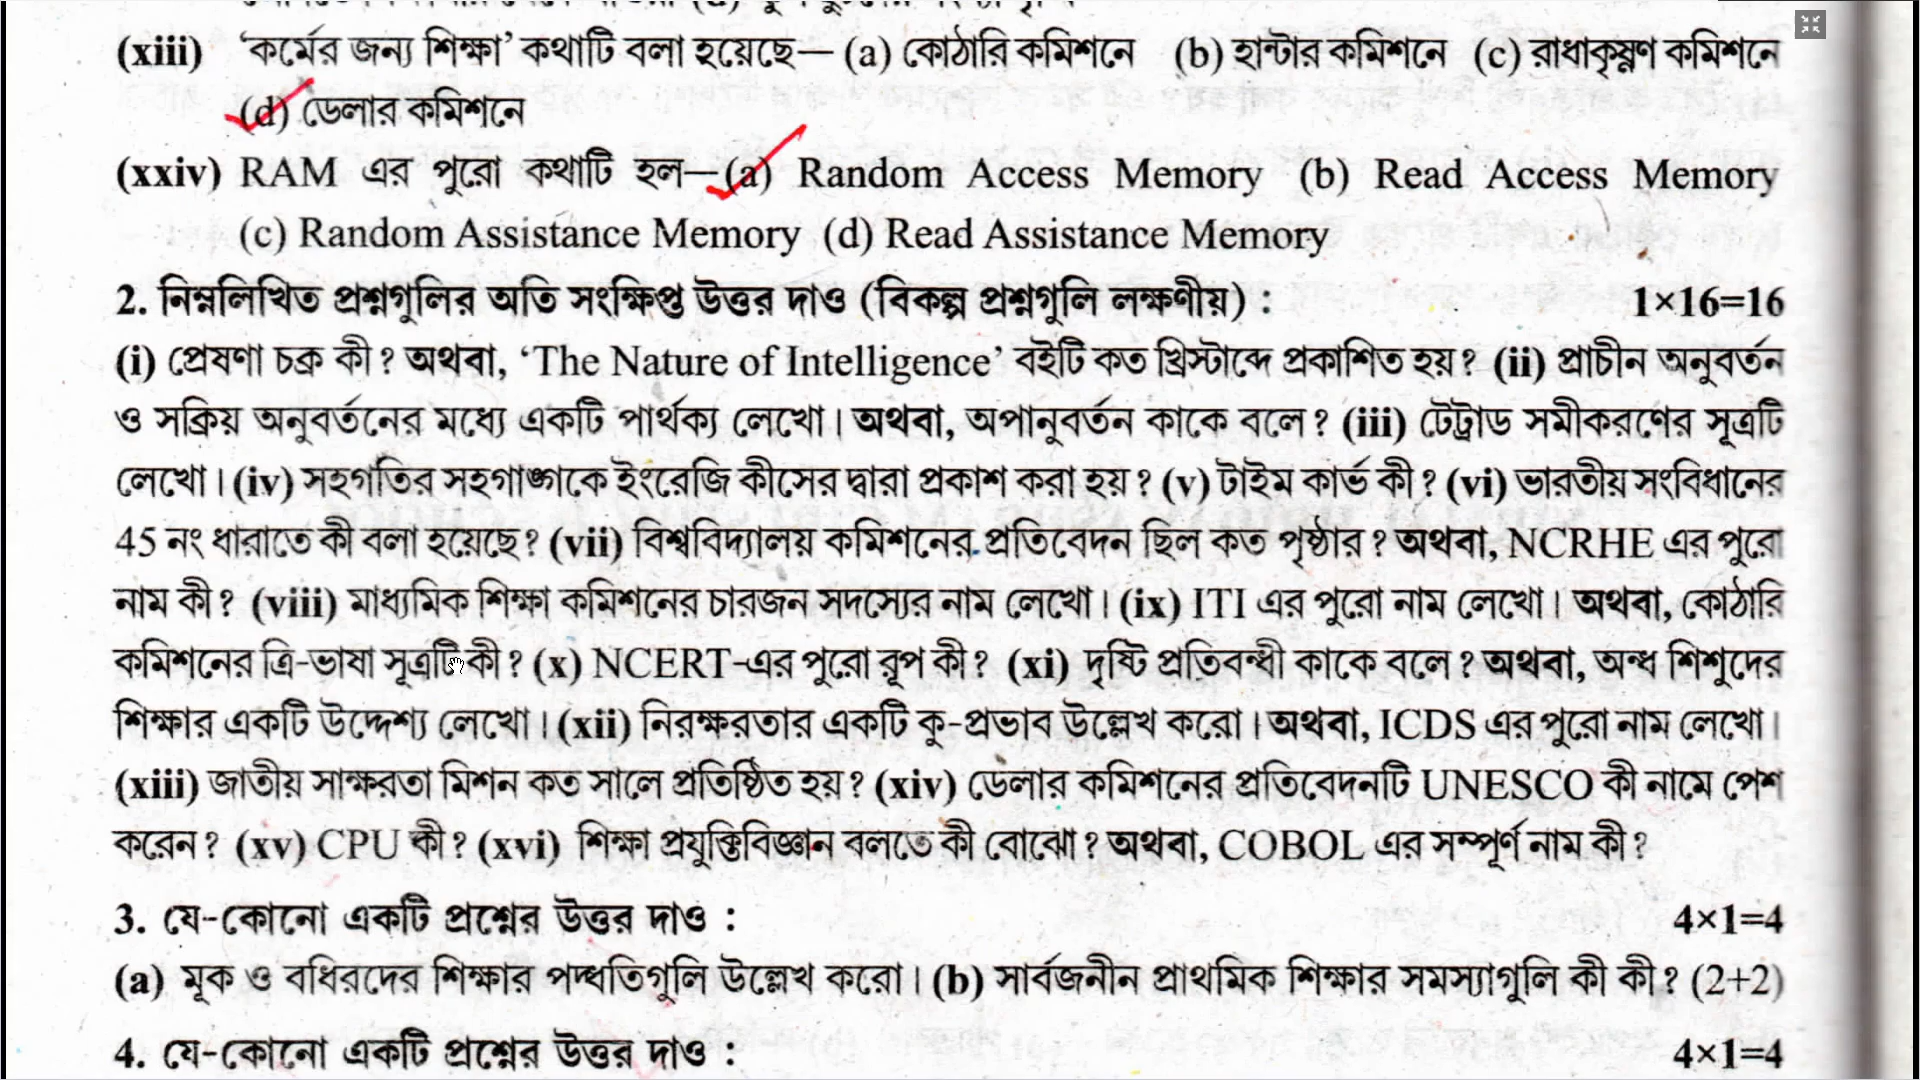 (xiii) ‘কর্মের জন্য শিক্ষা’ কথাটি বলা হয়েছে— (a) কোঠারি কমিশনে (b) হান্টার কমিশনে (c) রাধাকৃষ্ণণ কমিশনে
(d) ডেলার কমিশনে
(xxiv) RAM এর পুরো কথাটি হল—(a) Random Access Memory (b) Read Access Memory
(c) Random Assistance Memory (d) Read Assistance Memory
2. নিম্নলিখিত প্রশ্নগুলির অতি সংক্ষিপ্ত উত্তর দাও (বিকল্প প্রশ্নগুলি লক্ষণীয়) : 1×16=16
(i) প্রেষণা চক্র কী? অথবা, ‘The Nature of Intelligence’ বইটি কত খ্রিস্টাব্দে প্রকাশিত হয়? (ii) প্রাচীন অনুবর্তন
ও সক্রিয় অনুবর্তনের মধ্যে একটি পার্থক্য লেখো। অথবা, অপানুবর্তন কাকে বলে? (iii) টেট্রাড সমীকরণের সূত্রটি
লেখো। (iv) সহগতির সহগাঙ্গকে ইংরেজি কীসের দ্বারা প্রকাশ করা হয়? (v) টাইম কার্ভ কী? (vi) ভারতীয় সংবিধানের
45 নং ধারাতে কী বলা হয়েছে? (vii) বিশ্ববিদ্যালয় কমিশনের প্রতিবেদন ছিল কত পৃষ্ঠার? অথবা, NCRHE এর পুরো
নাম কী? (viii) মাধ্যমিক শিক্ষা কমিশনের চারজন সদস্যের নাম লেখো। (ix) ITI এর পুরো নাম লেখো। অথবা, কোঠারি
কমিশনের ত্রি-ভাষা সূত্রটি কী? (x) NCERT-এর পুরো রূপ কী? (xi) দৃষ্টি প্রতিবন্ধী কাকে বলে? অথবা, অন্ধ শিশুদের
শিক্ষার একটি উদ্দেশ্য লেখো। (xii) নিরক্ষরতার একটি কু-প্রভাব উল্লেখ করো। অথবা, ICDS এর পুরো নাম লেখো।
(xiii) জাতীয় সাক্ষরতা মিশন কত সালে প্রতিষ্ঠিত হয়? (xiv) ডেলার কমিশনের প্রতিবেদনটি UNESCO কী নামে পেশ
করেন? (xv) CPU কী? (xvi) শিক্ষা প্রযুক্তিবিজ্ঞান বলতে কী বোঝো? অথবা, COBOL এর সম্পূর্ণ নাম কী?
3. যে-কোনো একটি প্রশ্নের উত্তর দাও : 4×1=4
(a) মূক ও বধিরদের শিক্ষার পদ্ধতিগুলি উল্লেখ করো। (b) সার্বজনীন প্রাথমিক শিক্ষার সমস্যাগুলি কী কী? (2+2)
4. যে-কোনো একটি প্রশ্নের উত্তর দাও : 4×1=4